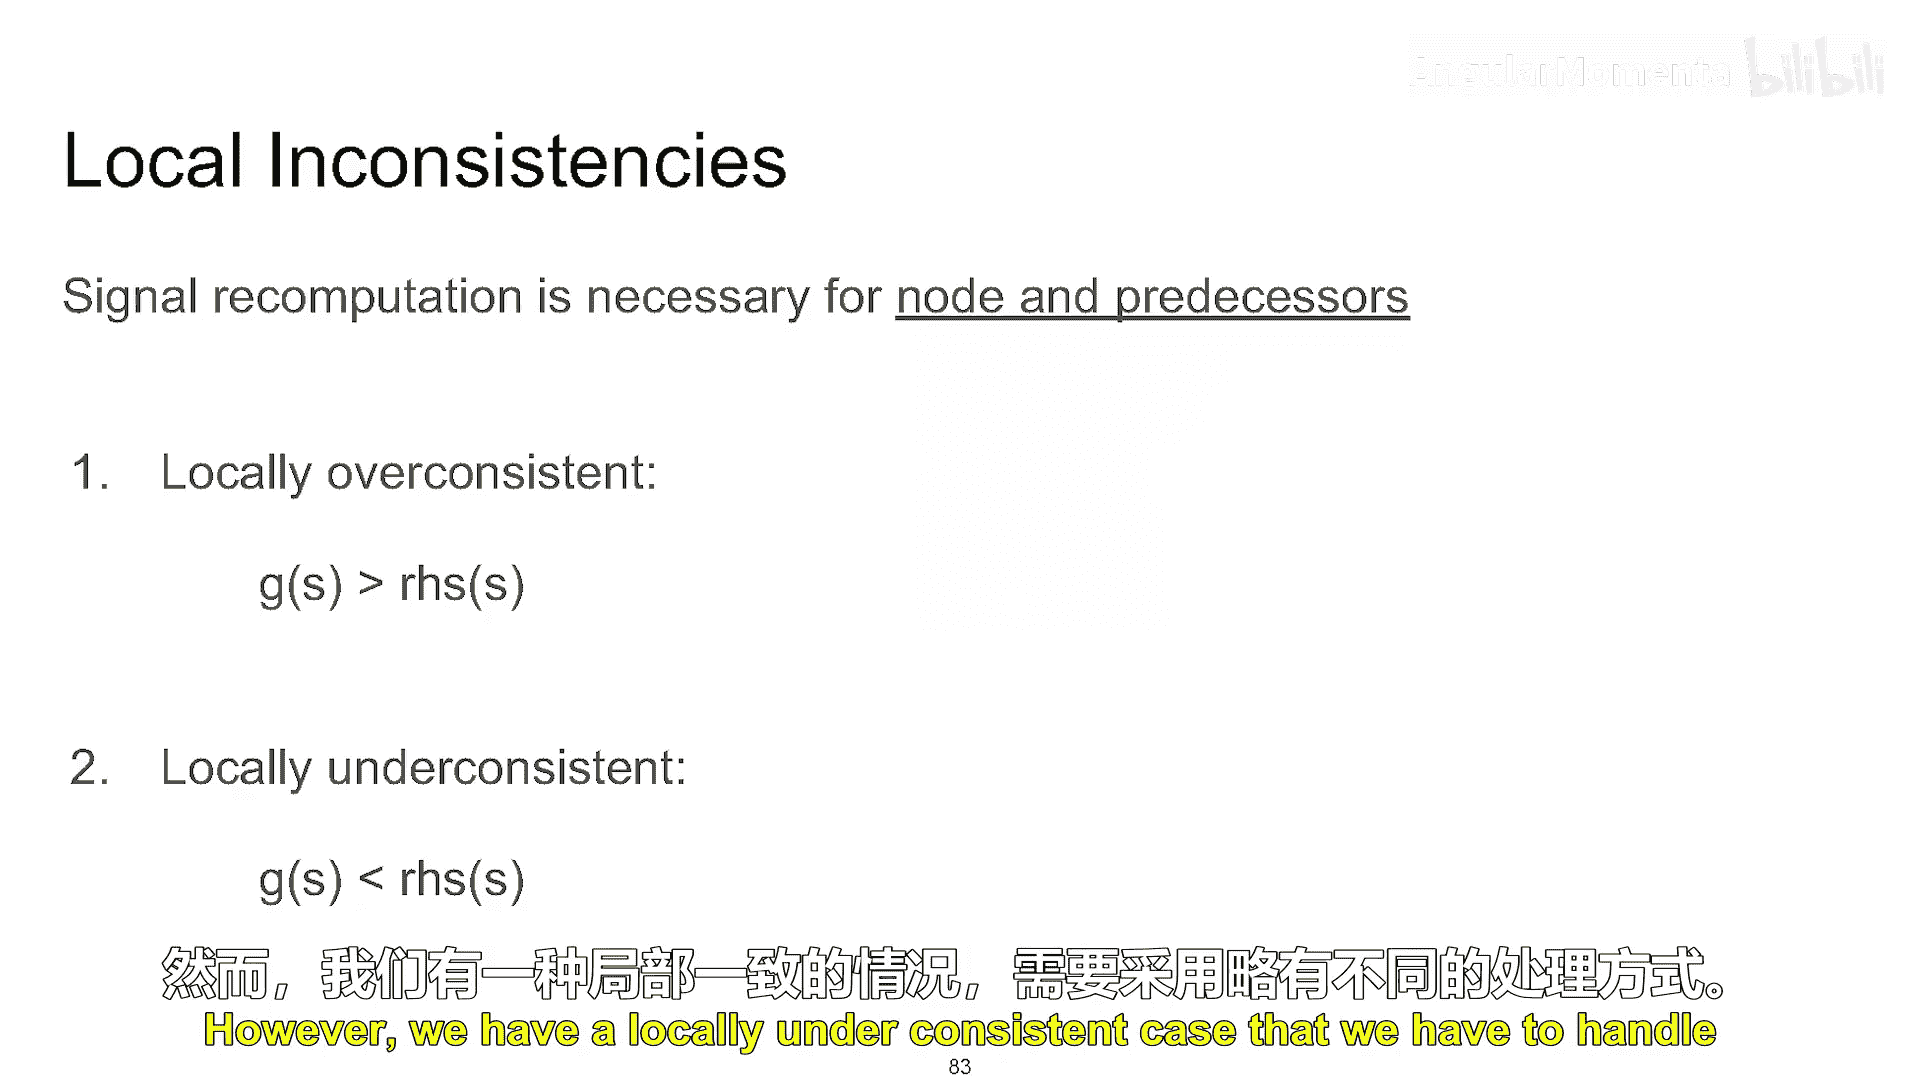 AngularMomenta bilibili
Local Inconsistencies
Signal recomputation is necessary for node and predecessors
1. Locally overconsistent:
g(s) > rhs(s)
2. Locally underconsistent:
g(s) < rhs(s)
然而，我们有一种局部一致的情况，需要采用略有不同的处理方式。
However, we have a locally under consistent case that we have to handle
83